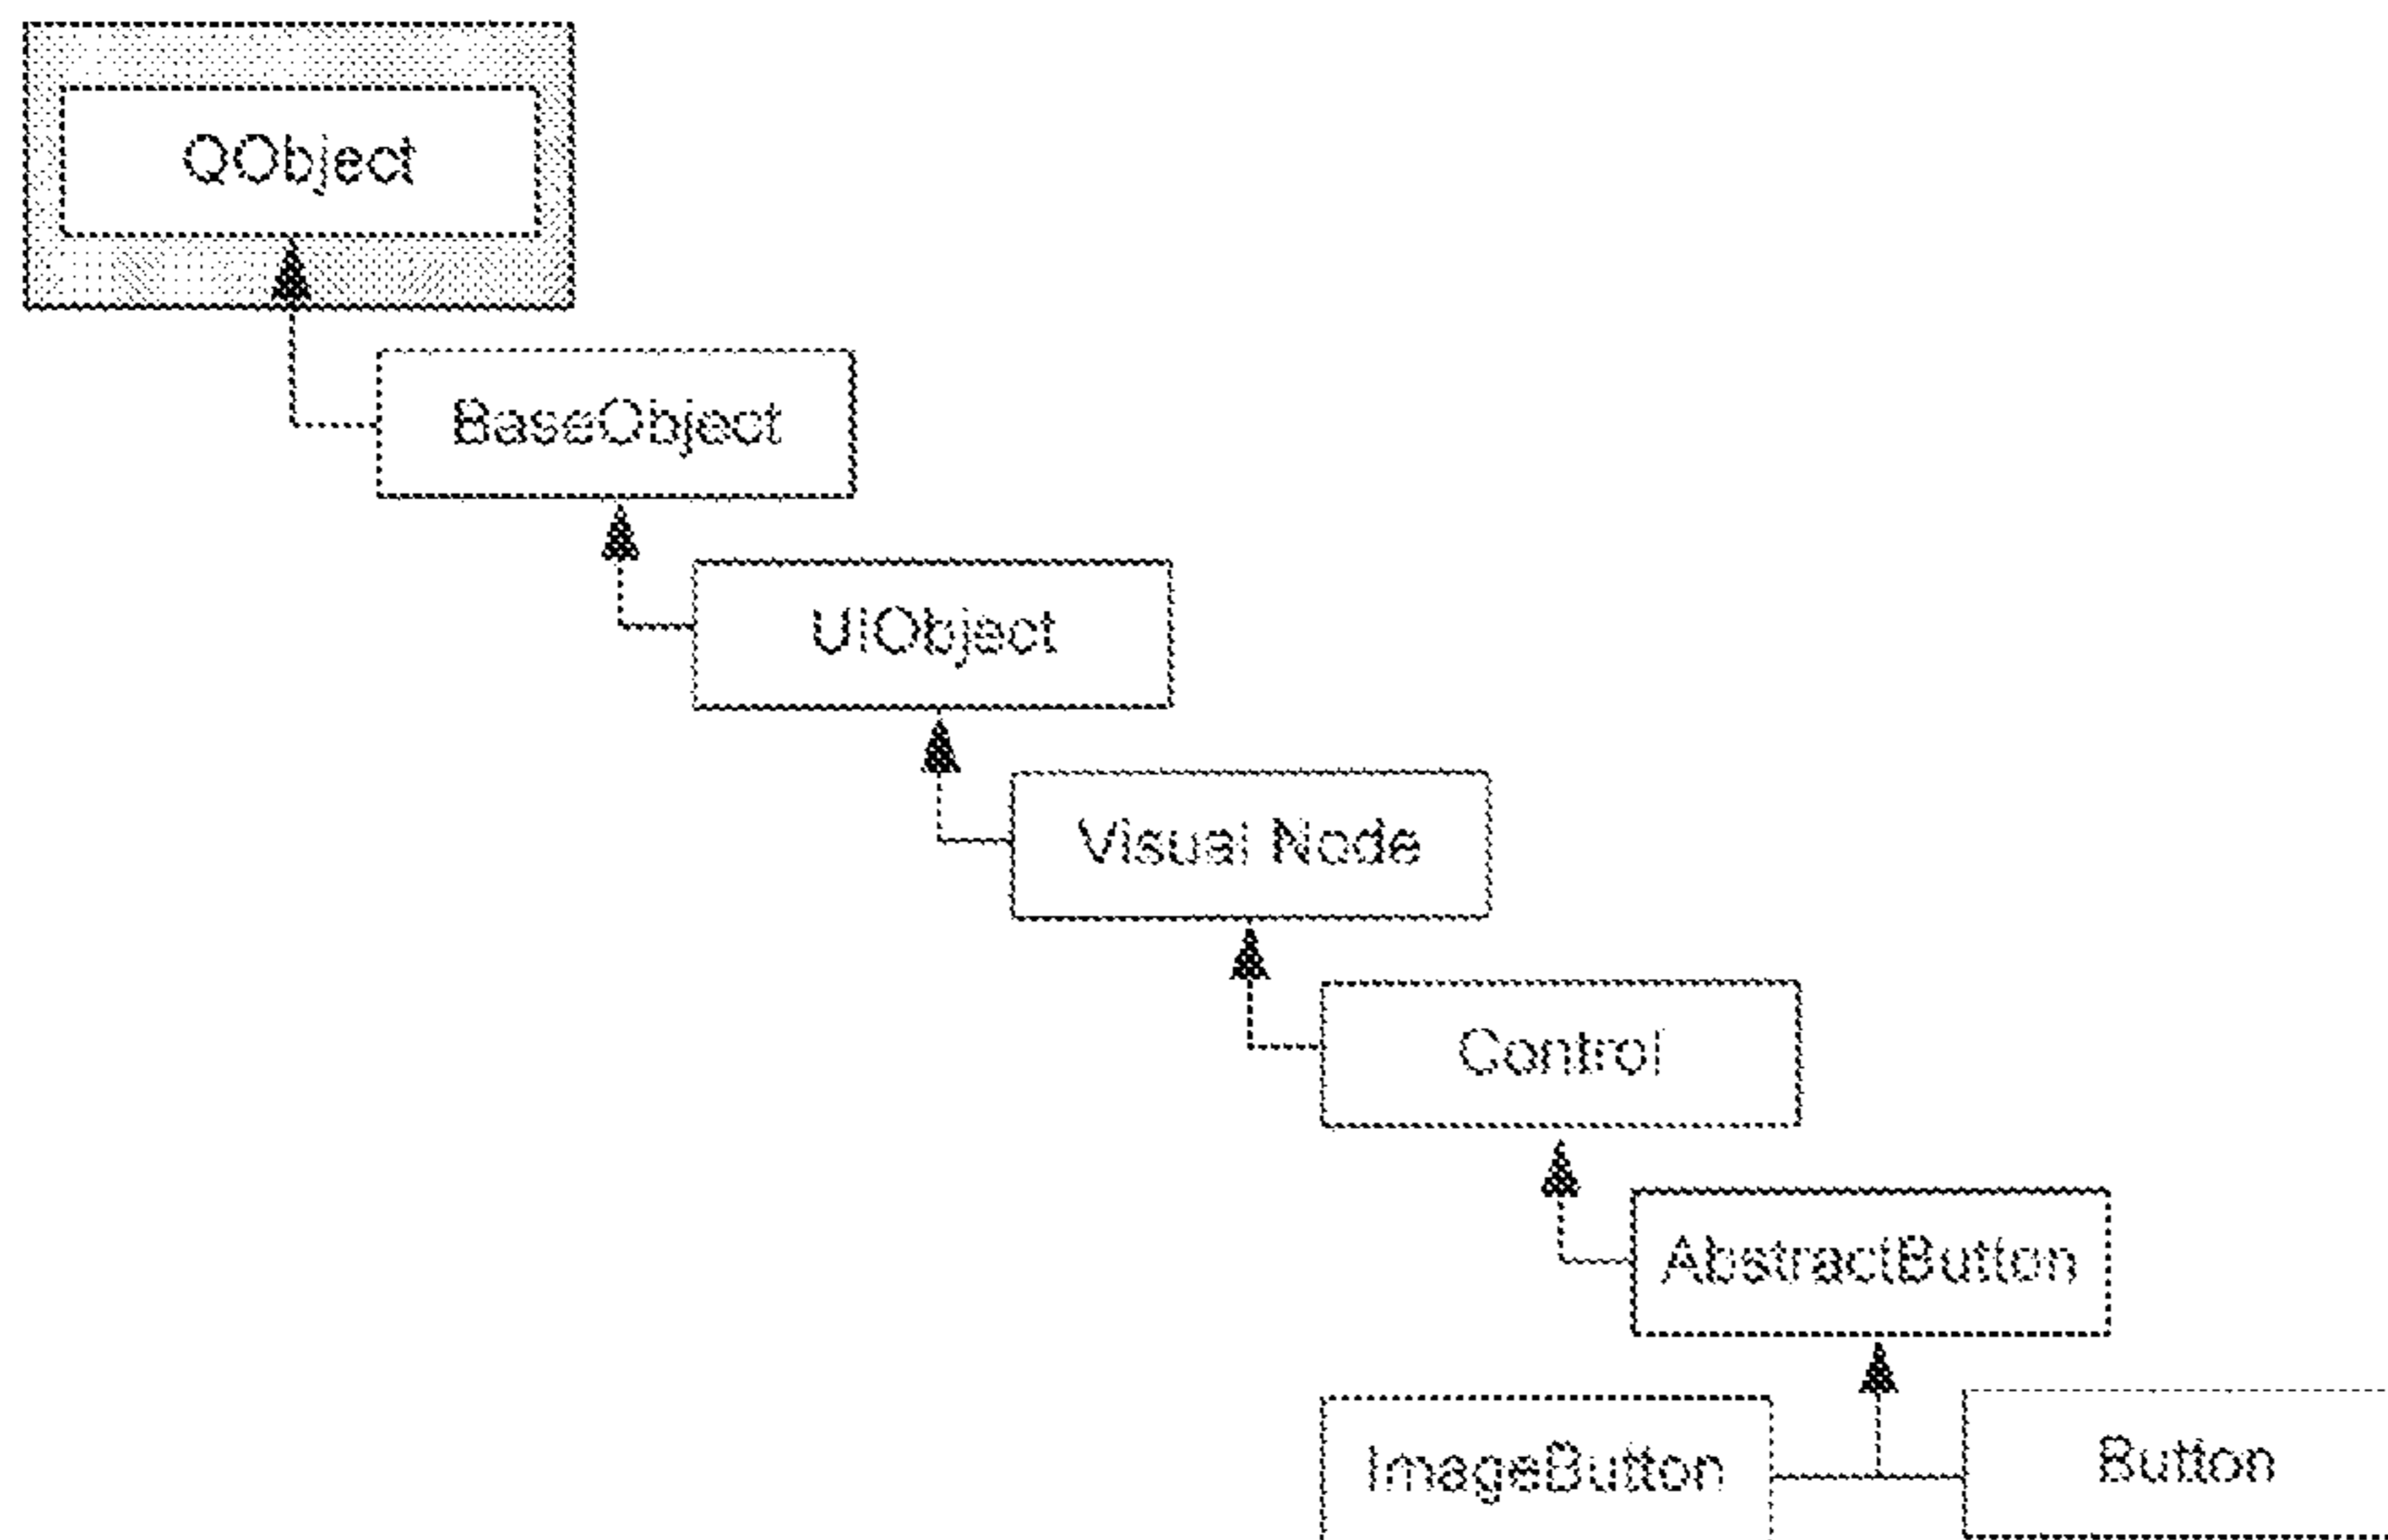 QObject
BaseObject
UIObject
Visual Node
Control
AbstractButton
ImageButton
Button